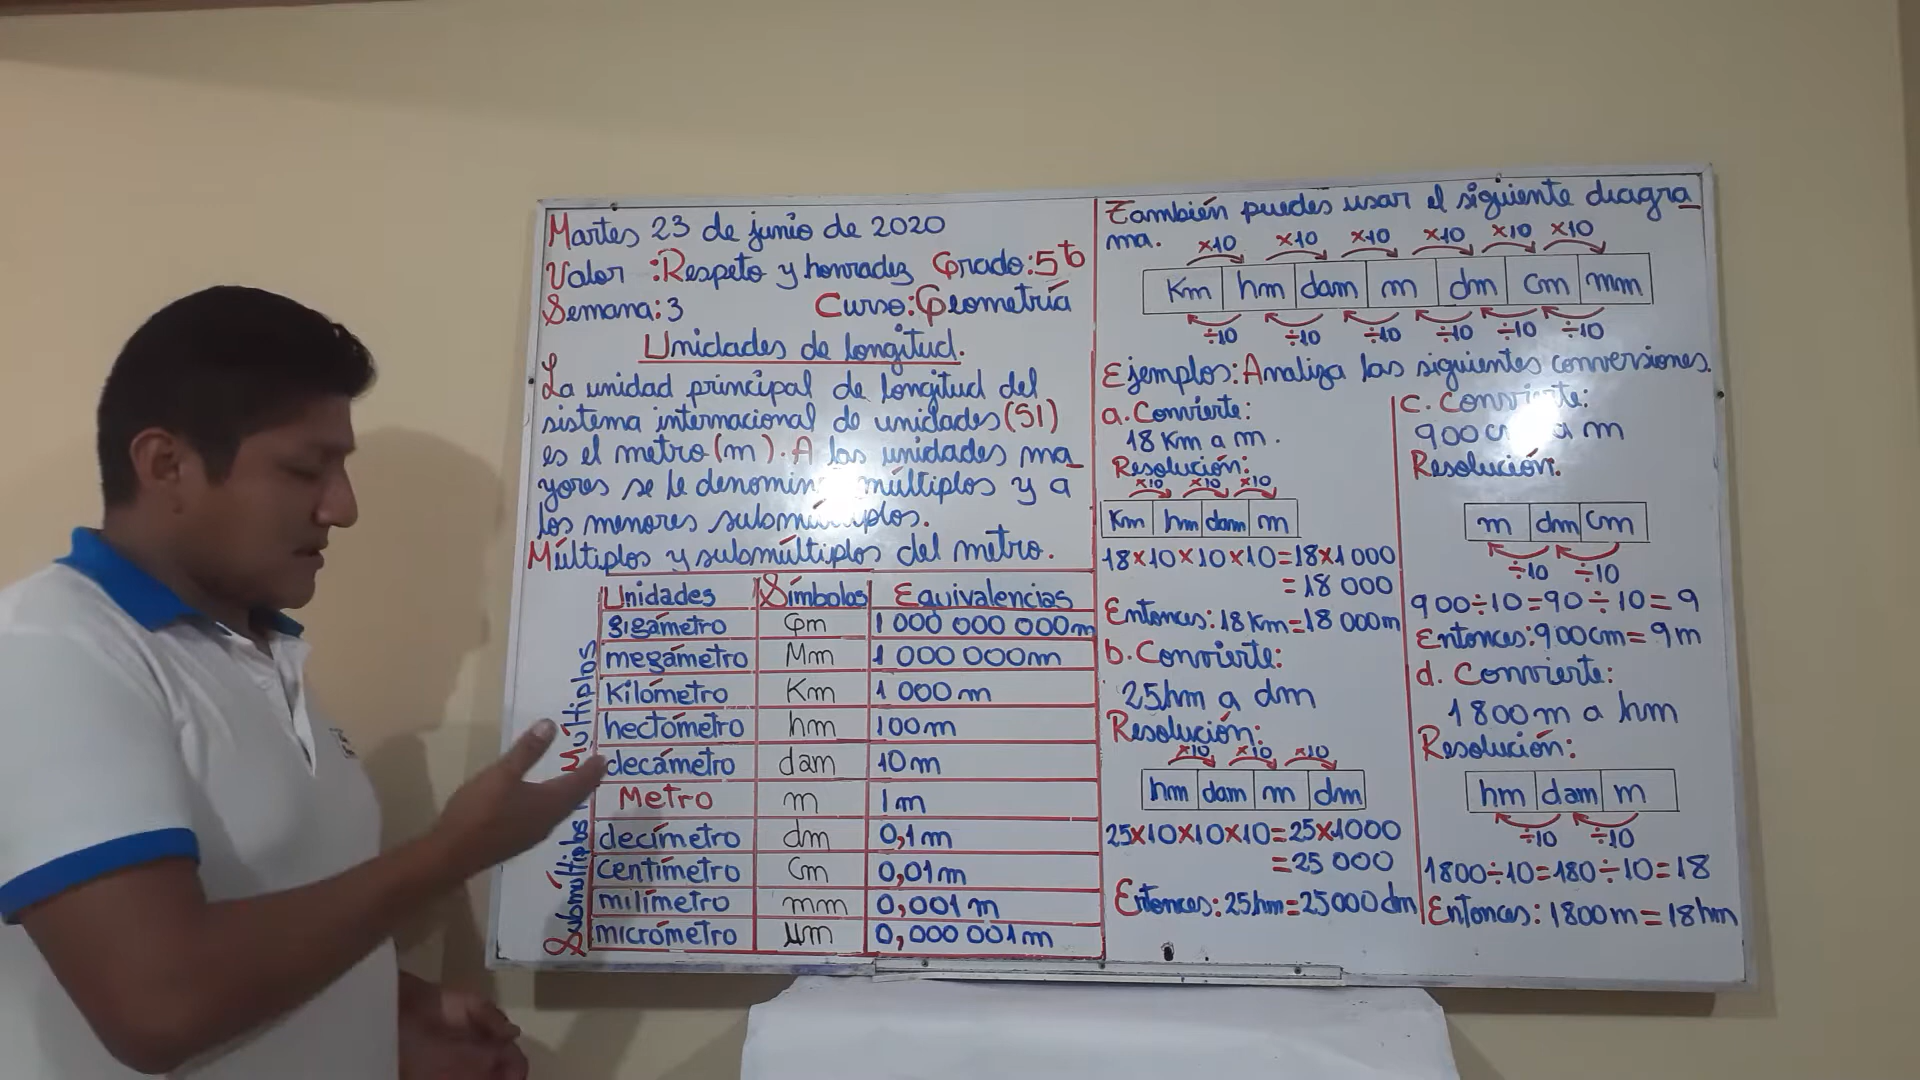 Martes 23 de junio de 2020
Valor :Respeto y honradez Grado:5to
Semana:3 Curso:Geometría
Unidades de longitud.
La unidad principal de longitud del
sistema internacional de unidades (SI)
es el metro (m). A las unidades ma_
yores se le denomin múltiplos y a
los menores submúltiplos.
Múltiplos y submúltiplos del metro.
Múltiplos
Submúltiplos
Unidades Símbolos Equivalencias
gigámetro Gm 1 000 000 000m
megámetro Mm 1 000 000m
Kilómetro Km 1 000 m
hectómetro hm 100m
decámetro dam 10m
Metro m 1m
decímetro dm 0,1m
centímetro Cm 0,01m
milímetro mm 0,001m
micrómetro μm 0,000 001m
También puedes usar el siguiente diagra_
ma.
×10 ×10 ×10 ×10 ×10 ×10
Km hm dam m dm Cm mm
÷10 ÷10 ÷10 ÷10 ÷10 ÷10
Ejemplos: Analiza las siguientes conversiones.
a. Convierte:
18 Km a m.
Resolución:
×10 ×10 ×10
Km hm dam m
18×10×10×10=18×1000
=18 000
Entonces: 18 Km=18 000m
b. Convierte:
25hm a dm
Resolución:
×10 ×10 ×10
hm dam m dm
25×10×10×10=25×1000
=25 000
Entonces: 25hm=25000dm
c. Convierte:
900c a m
Resolución:
m dm cm
÷10 ÷10
900÷10=90÷10=9
Entonces: 900cm=9m
d. Convierte:
1800m a hm
Resolución:
hm dam m
÷10 ÷10
1800÷10=180÷10=18
Entonces: 1800m=18hm